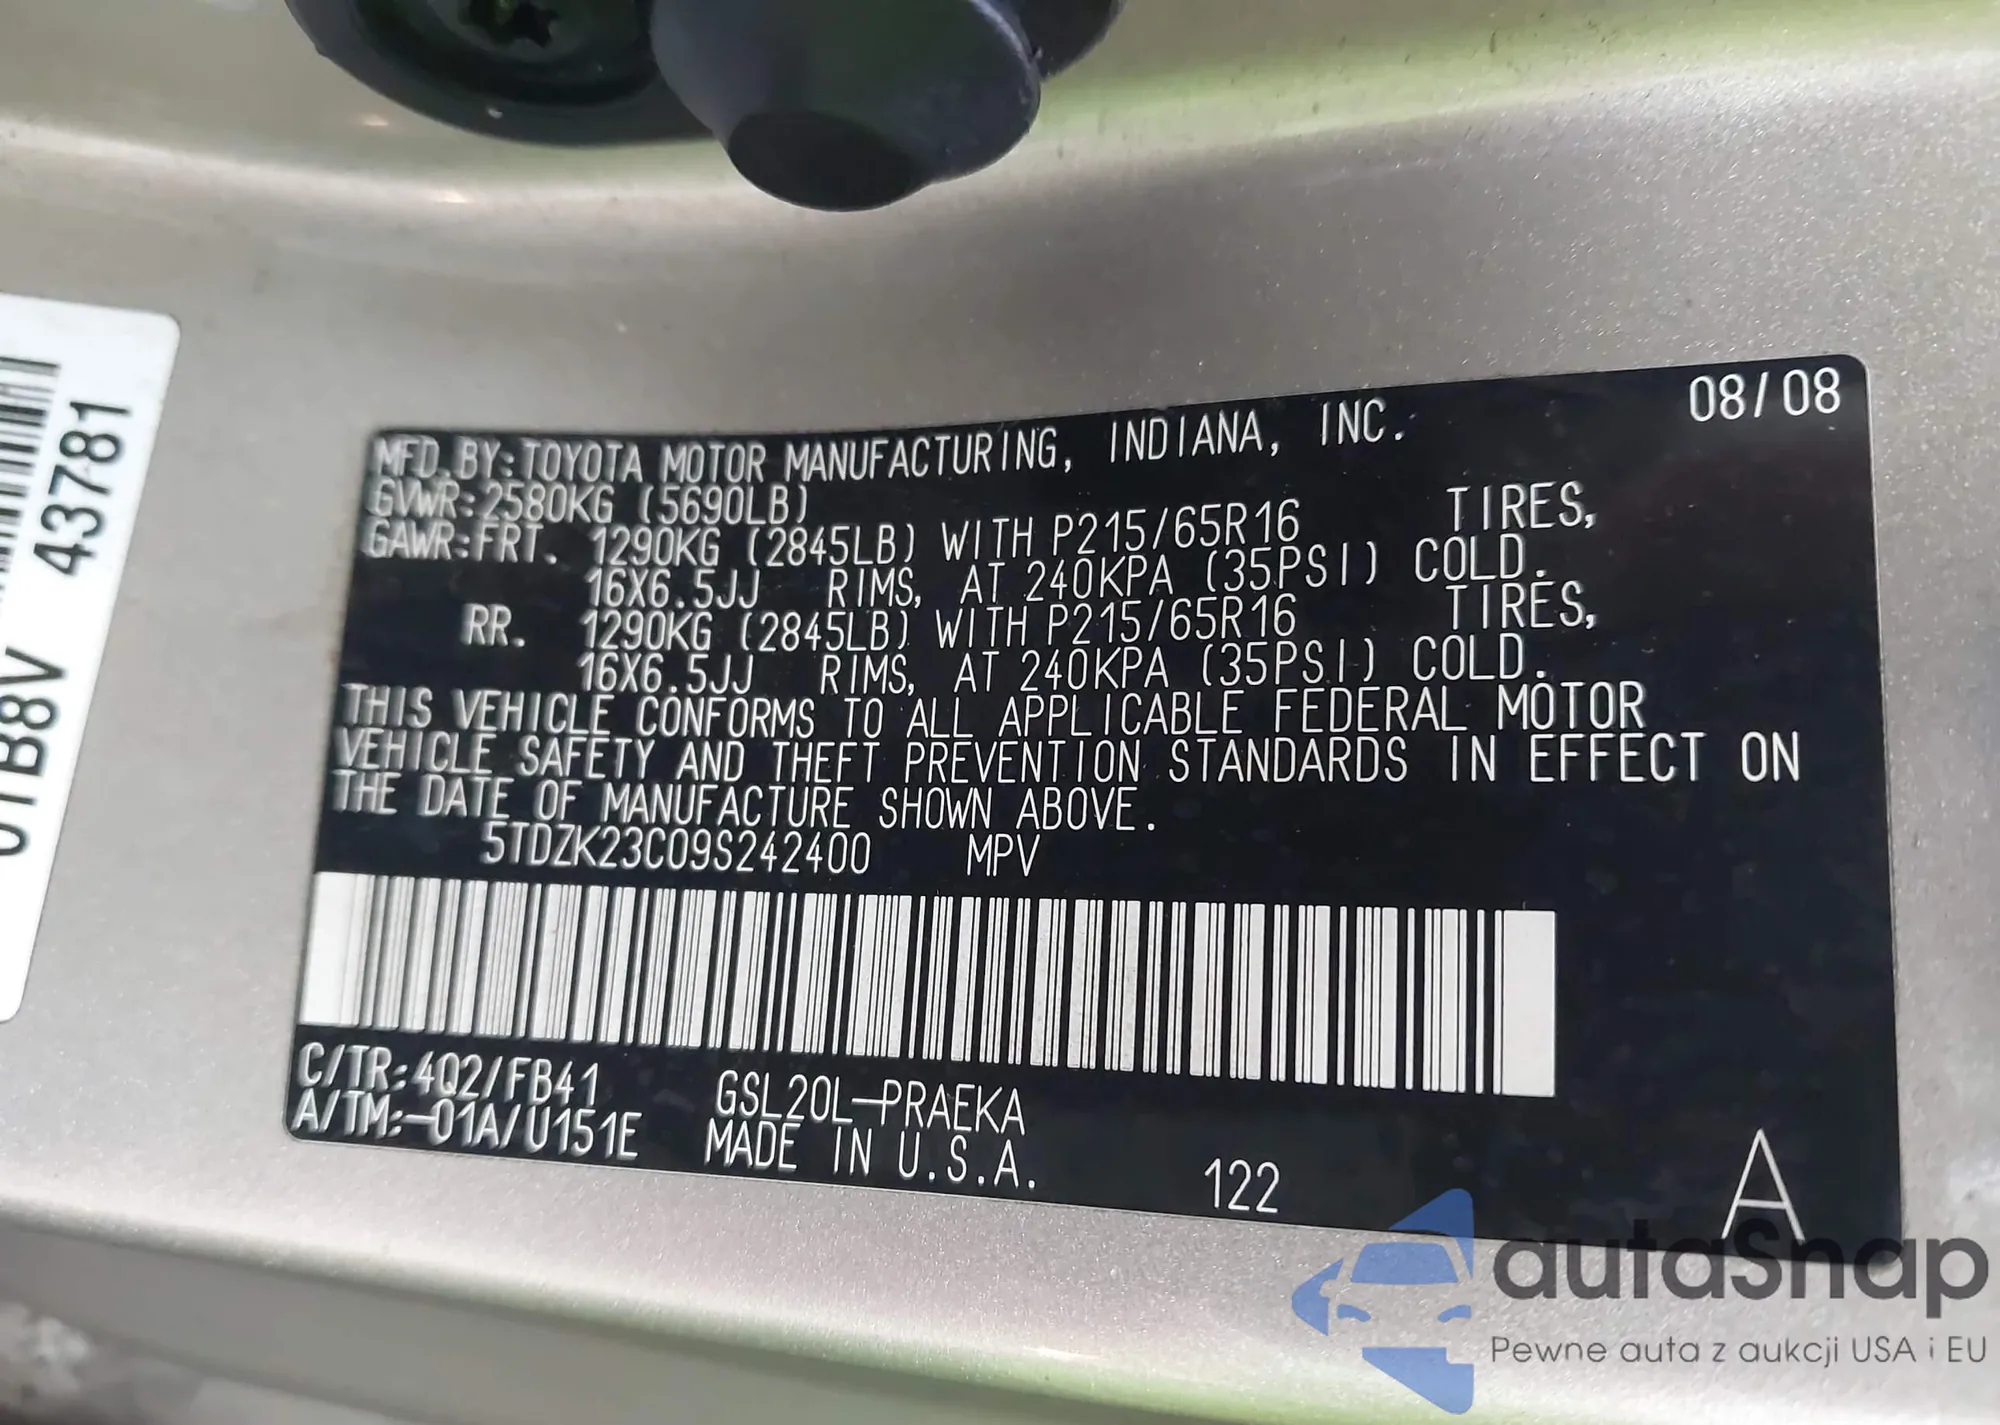 08/08
MFD.BY:TOYOTA MOTOR MANUFACTURING, INDIANA, INC.
GVWR:2580KG (5690LB)
GAWR:FRT. 1290KG (2845LB) WITH P215/65R16 TIRES,
16X6.5JJ RIMS, AT 240KPA (35PSI) COLD.
RR. 1290KG (2845LB) WITH P215/65R16 TIRES,
16X6.5JJ RIMS, AT 240KPA (35PSI) COLD.
THIS VEHICLE CONFORMS TO ALL APPLICABLE FEDERAL MOTOR
VEHICLE SAFETY AND THEFT PREVENTION STANDARDS IN EFFECT ON
THE DATE OF MANUFACTURE SHOWN ABOVE.
5TDZK23C09S242400 MPV
C/TR:4Q2/FB41 GSL20L-PRAEKA
A/TM:-01A/U151E MADE IN U.S.A. 122 A
43781
autaSnap
Pewne auta z aukcji USA i EU